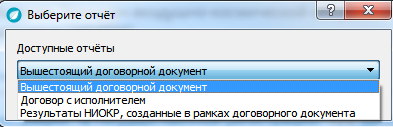 Выберите отчёт
Доступные отчёты
Вышестоящий договорной документ
Вышестоящий договорной документ
Договор с исполнителем
Результаты НИОКР, созданные в рамках договорного документа